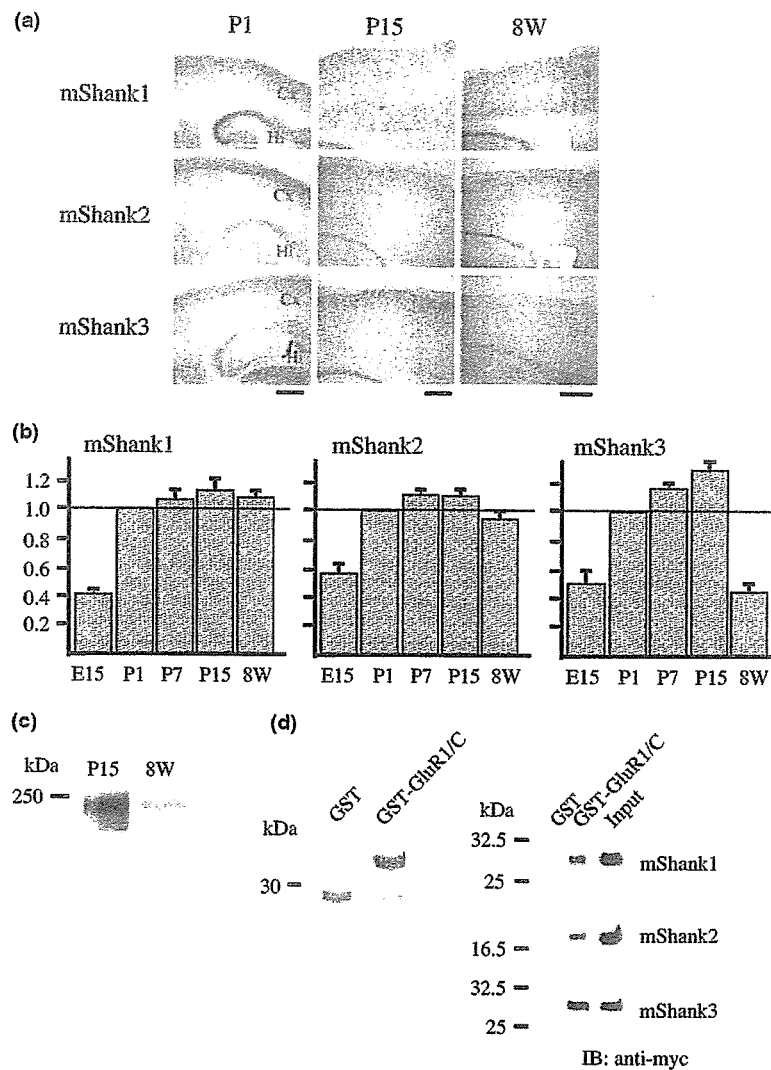 (a)
P1 P15 8W
mShank1
Cx
Hi
mShank2
Cx
Hi
mShank3
Cx
Hi
(b)
mShank1 mShank2 mShank3
1.2
1.0
0.8
0.6
0.4
0.2
E15 P1 P7 P15 8W E15 P1 P7 P15 8W E15 P1 P7 P15 8W
(c)
kDa P15 8W
250
(d)
kDa GST GST-GluR1/C
30
kDa GST GST-GluR1/C Input
32.5
mShank1
25
mShank2
16.5
32.5
mShank3
25
IB: anti-myc